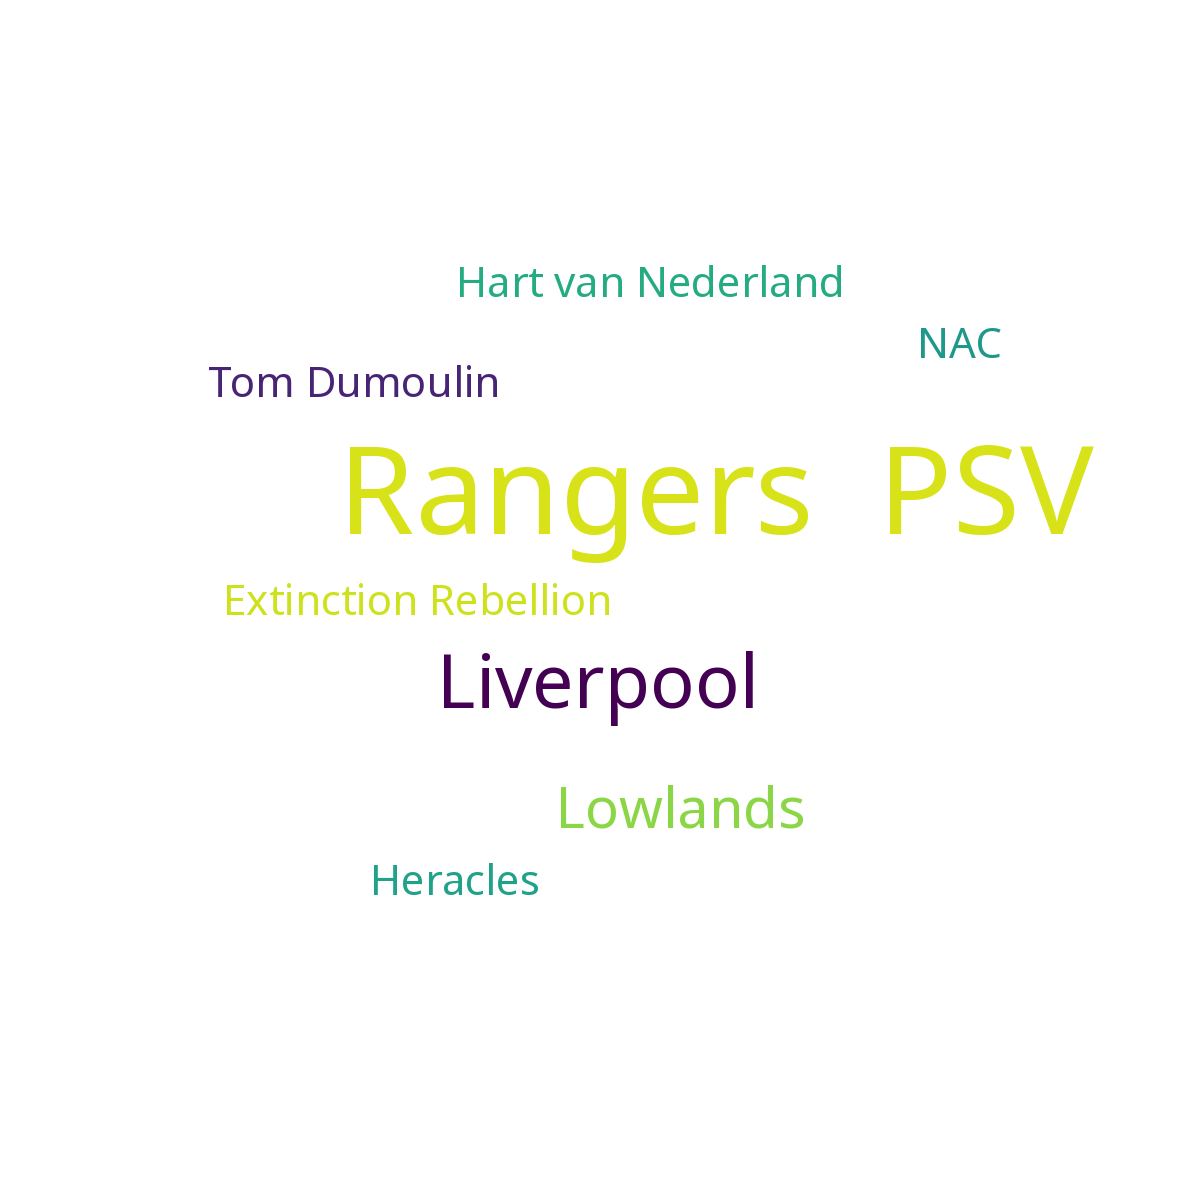 Hart van Nederland
NAC
Tom Dumoulin
Rangers PSV
Extinction Rebellion
Liverpool
Lowlands
Heracles